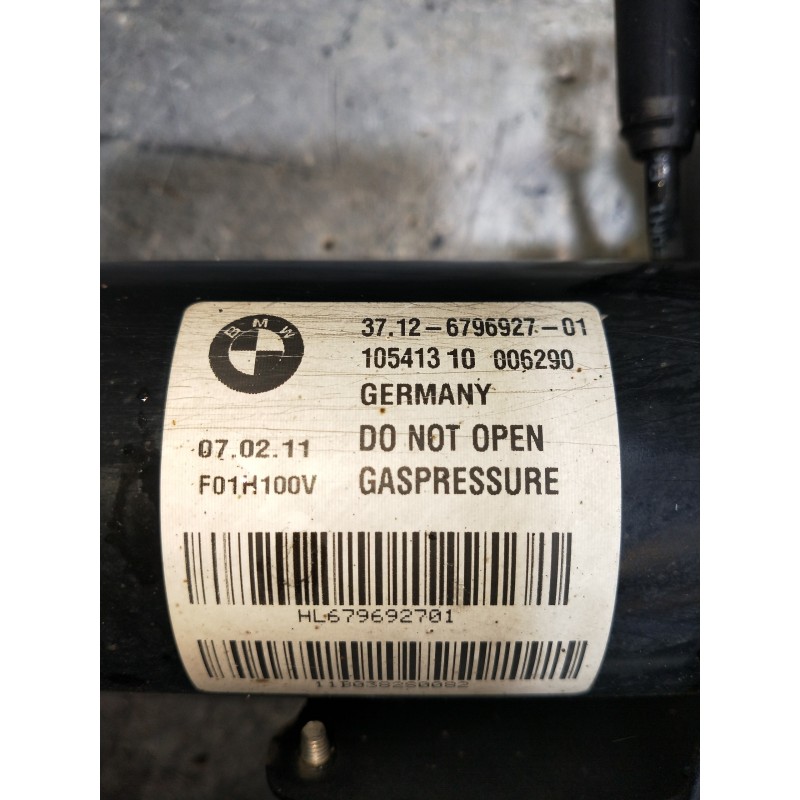 BMW
37.12-6796927-01
105413 10 006290
GERMANY
07.02.11 DO NOT OPEN
F01H100V GASPRESSURE
HL679692701